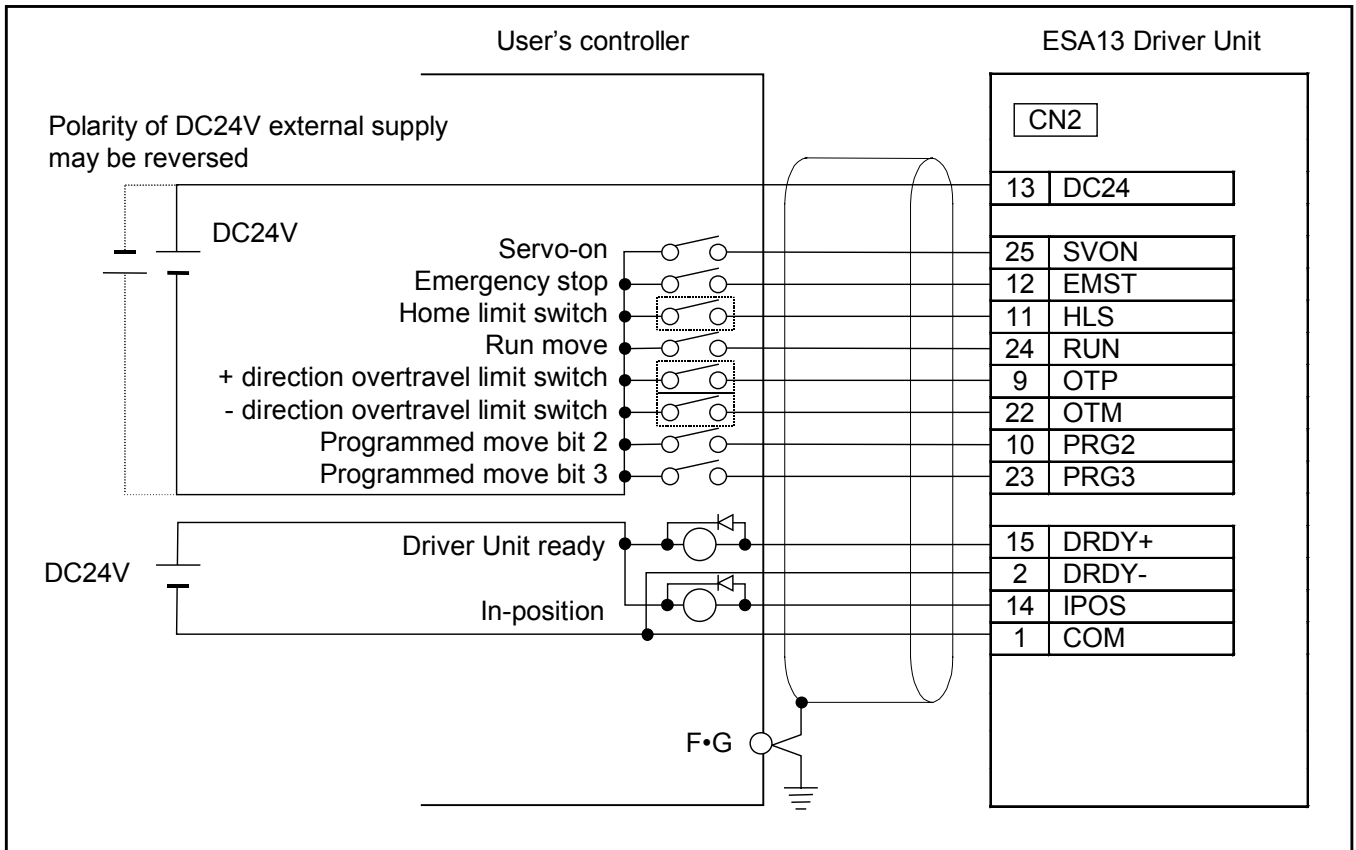 User's controller
ESA13 Driver Unit
Polarity of DC24V external supply
may be reversed
CN2
13 DC24
DC24V
Servo-on 25 SVON
Emergency stop 12 EMST
Home limit switch 11 HLS
Run move 24 RUN
+ direction overtravel limit switch 9 OTP
- direction overtravel limit switch 22 OTM
Programmed move bit 2 10 PRG2
Programmed move bit 3 23 PRG3
Driver Unit ready 15 DRDY+
DC24V
2 DRDY-
In-position 14 IPOS
1 COM
F•G